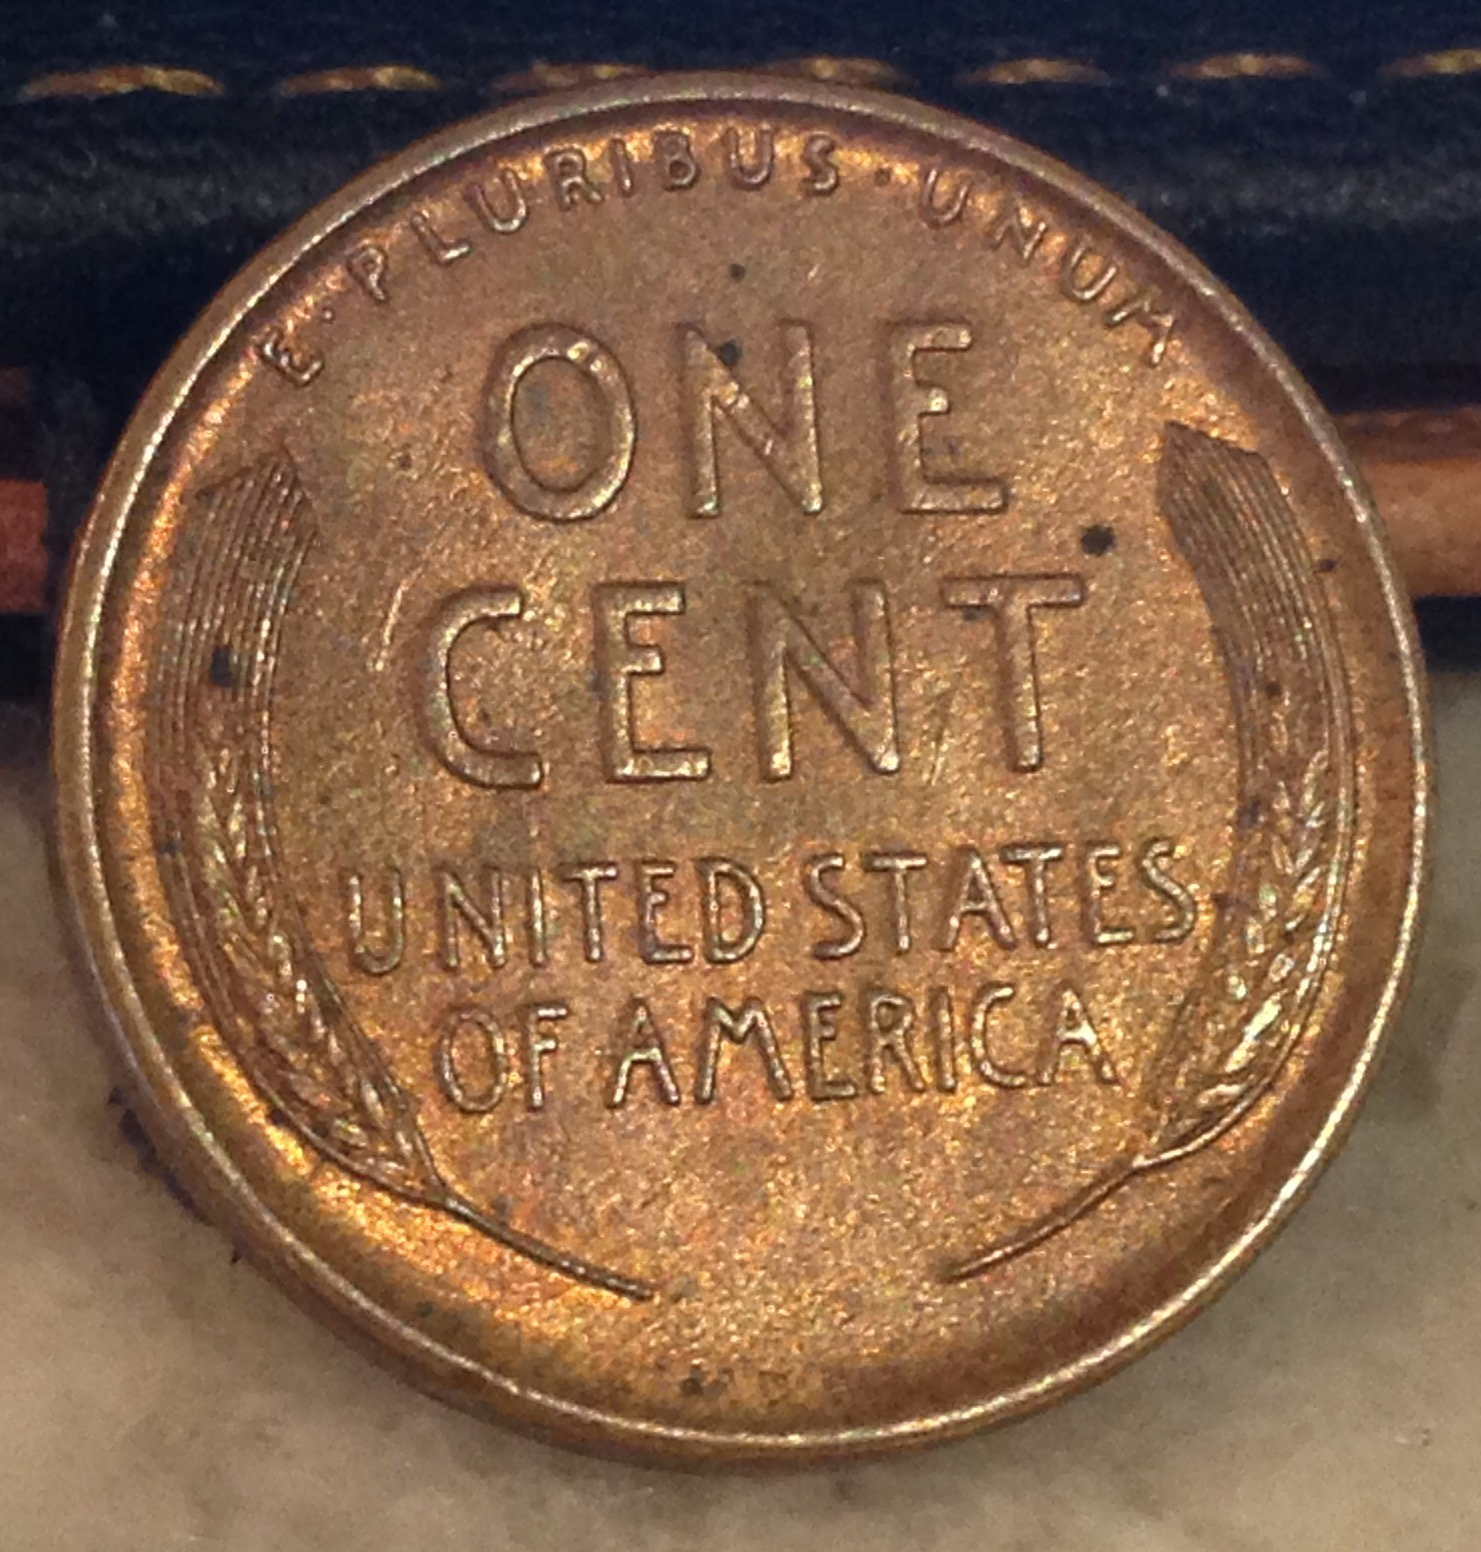 E · PLURIBUS · UNUM
ONE
CENT
UNITED STATES
OF AMERICA